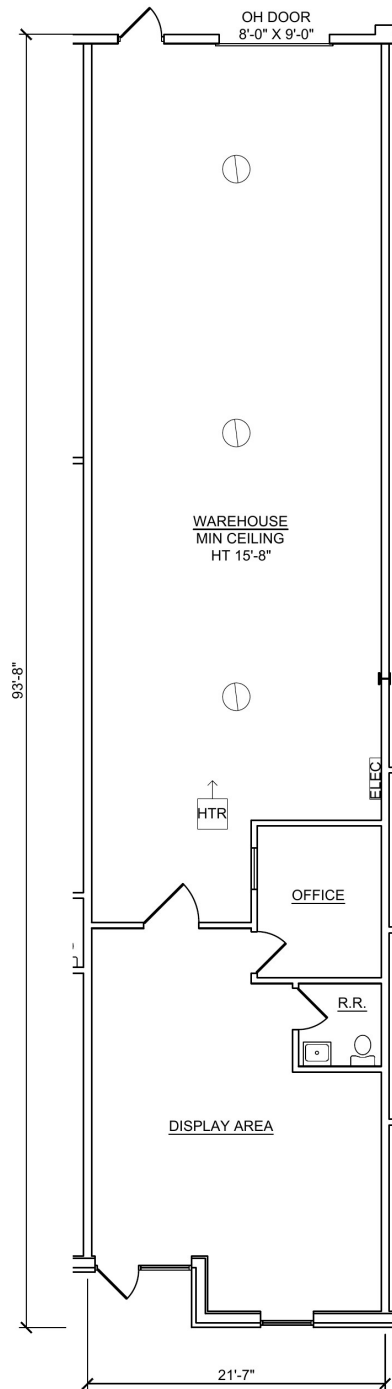 OH DOOR
8'-0" X 9'-0"
WAREHOUSE
MIN CEILING
HT 15'-8"
93'-8"
ELEC
HTR
OFFICE
R.R.
DISPLAY AREA
21'-7"